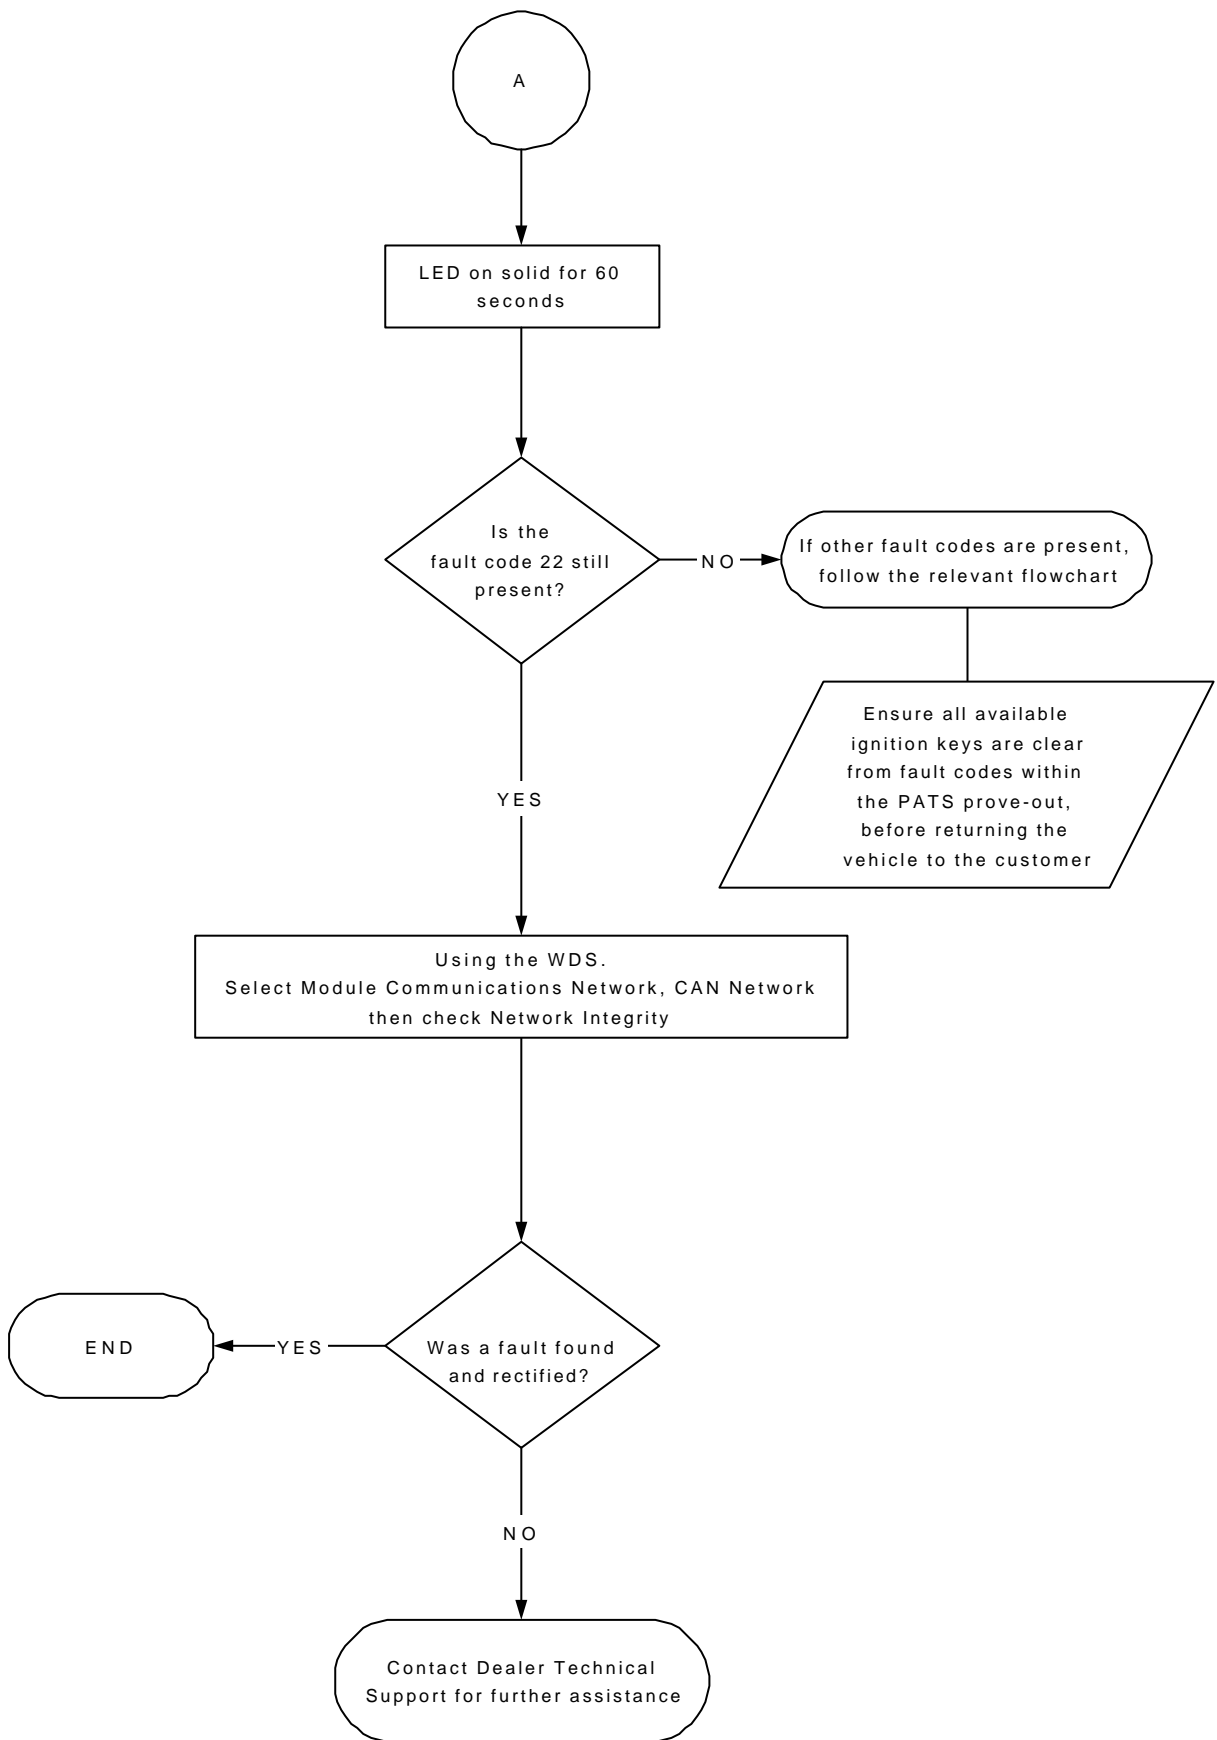 A
LED on solid for 60
seconds
Is the
fault code 22 still
present?
NO
If other fault codes are present,
follow the relevant flowchart
Ensure all available
ignition keys are clear
from fault codes within
the PATS prove-out,
before returning the
vehicle to the customer
YES
Using the WDS.
Select Module Communications Network, CAN Network
then check Network Integrity
END
YES
Was a fault found
and rectified?
NO
Contact Dealer Technical
Support for further assistance